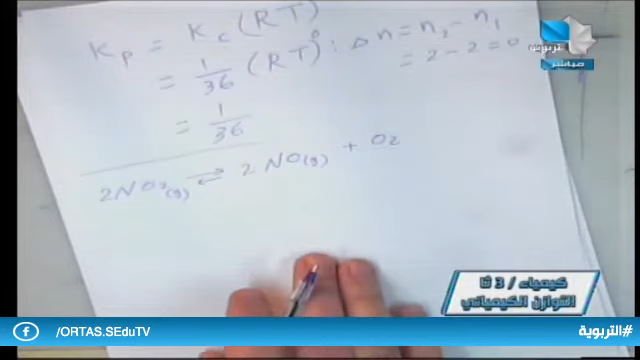 Kp = Kc (RT)
= 1/36 (RT)^0 : Δn = n2 - n1
= 2 - 2 = 0
= 1/36
2NO2(g) ⇌ 2NO(g) + O2
التربوية
مباشر
كيمياء / 3 ثا
التوازن الكيميائي
/ORTAS.SEduTV
#التربوية